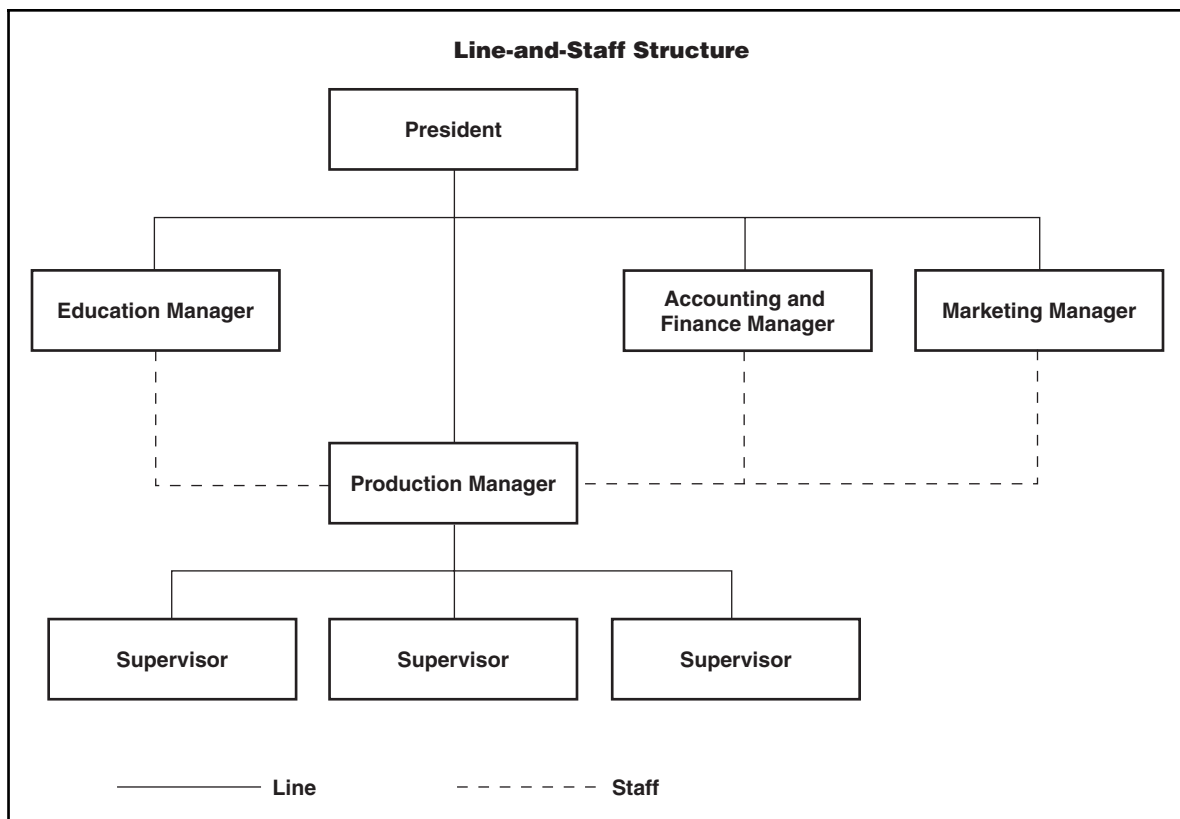 Line-and-Staff Structure
President
Education Manager
Accounting and
Finance Manager
Marketing Manager
Production Manager
Supervisor
Supervisor
Supervisor
Line
Staff